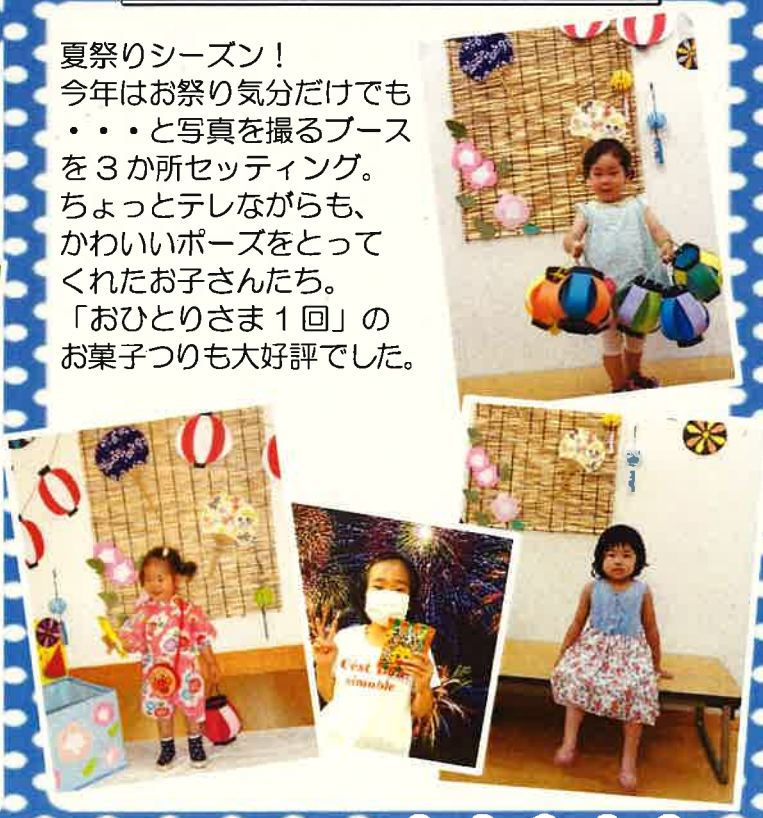 夏祭りシーズン！
今年はお祭り気分だけでも
・・・と写真を撮るブース
を３か所セッティング。
ちょっとテレながらも、
かわいいポーズをとって
くれたお子さんたち。
「おひとりさま１回」の
お菓子つりも大好評でした。
C'est
aimable